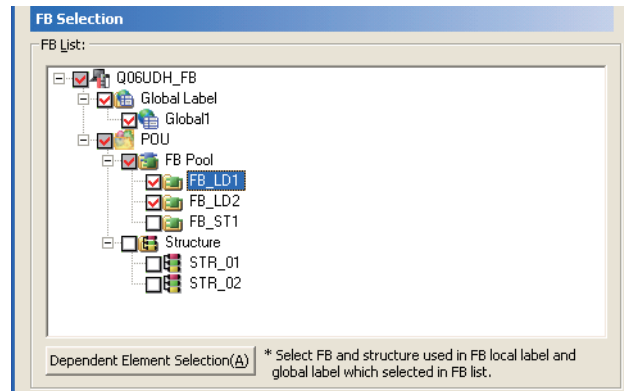 FB Selection
FB List:
Q06UDH_FB
Global Label
Global1
POU
FB Pool
FB_LD1
FB_LD2
FB_ST1
Structure
STR_01
STR_02
Dependent Element Selection(A)
* Select FB and structure used in FB local label and
global label which selected in FB list.